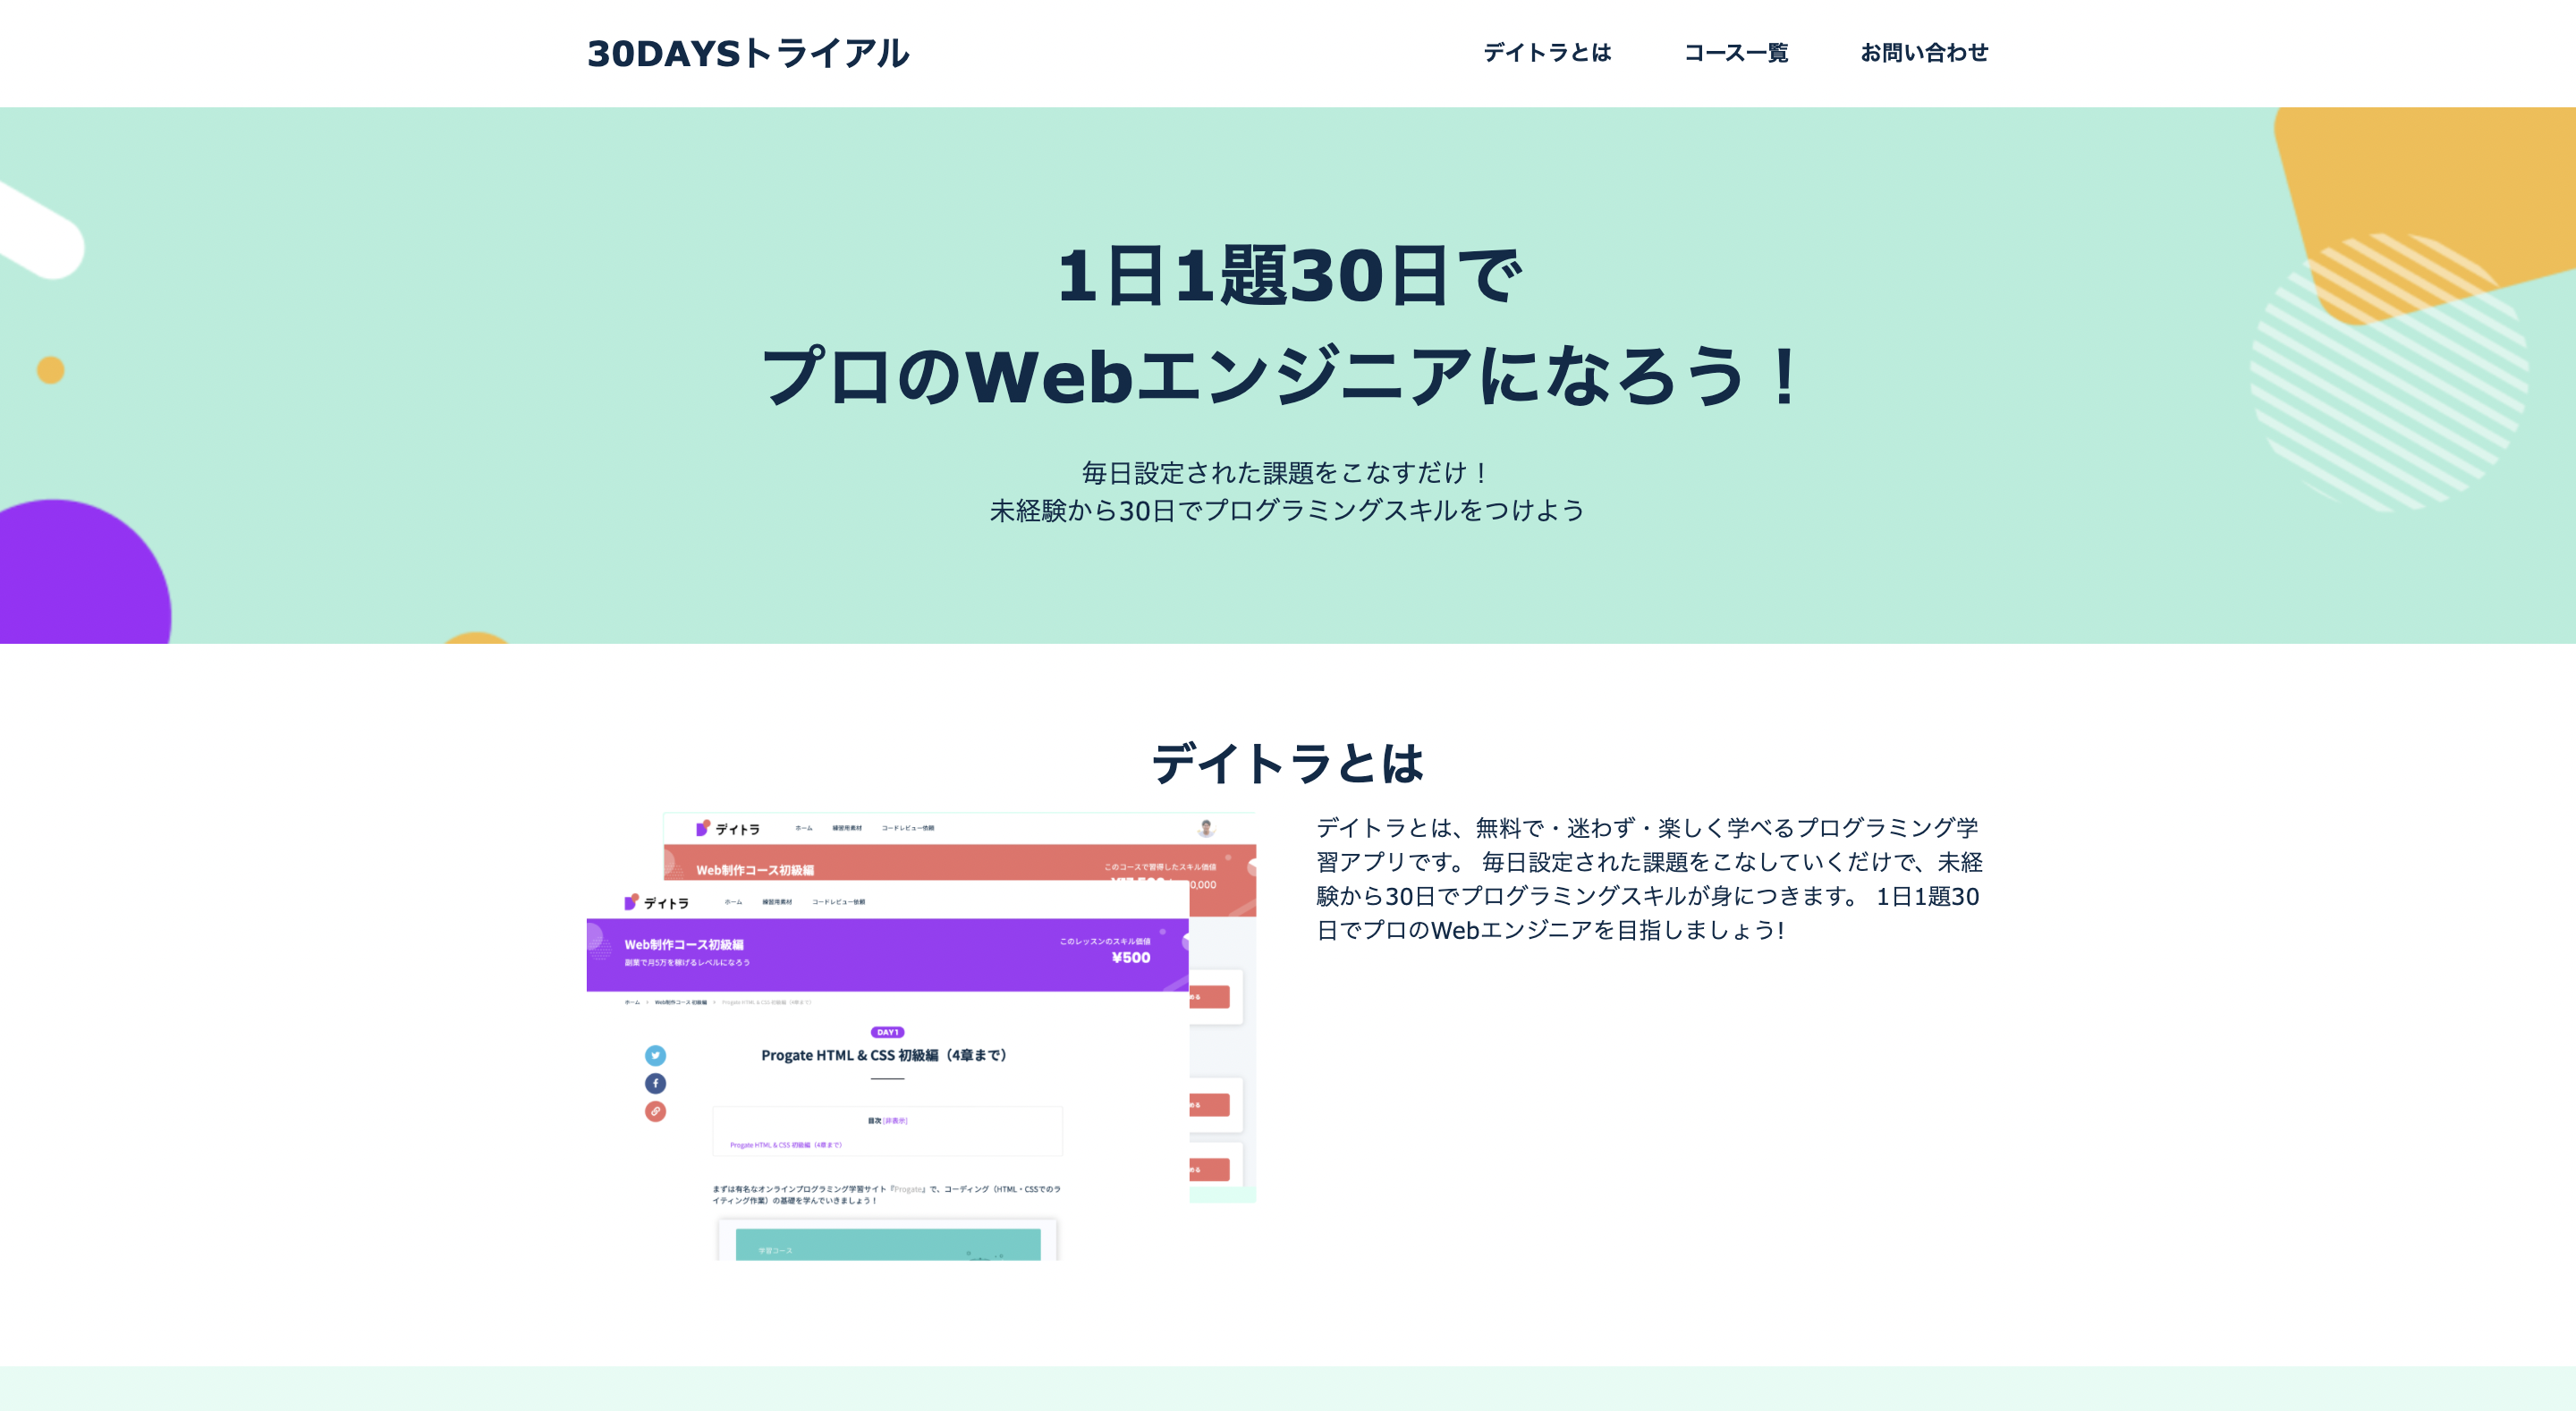 30DAYSトライアル
デイトラとは
コース一覧
お問い合わせ
1日1題30日で
プロのWebエンジニアになろう！
毎日設定された課題をこなすだけ！
未経験から30日でプログラミングスキルをつけよう
デイトラとは
デイトラ
ホーム
練習用素材
コードレビュー依頼
Web制作コース初級編
このコースで習得したスキル価値
0,000
デイトラ
ホーム
練習用素材
コードレビュー依頼
Web制作コース初級編
副業で月5万を稼げるレベルになろう
このレッスンのスキル価値
¥500
ホーム > Web制作コース 初級編 > Progate HTML & CSS 初級編（4章まで）
DAY1
Progate HTML & CSS 初級編（4章まで）
目次 [非表示]
Progate HTML & CSS 初級編（4章まで）
まずは有名なオンラインプログラミング学習サイト『Progate』で、コーディング（HTML・CSSでのラ
イティング作業）の基礎を学んでいきましょう！
学習コース
める
める
める
デイトラとは、無料で・迷わず・楽しく学べるプログラミング学
習アプリです。 毎日設定された課題をこなしていくだけで、未経
験から30日でプログラミングスキルが身につきます。 1日1題30
日でプロのWebエンジニアを目指しましょう!